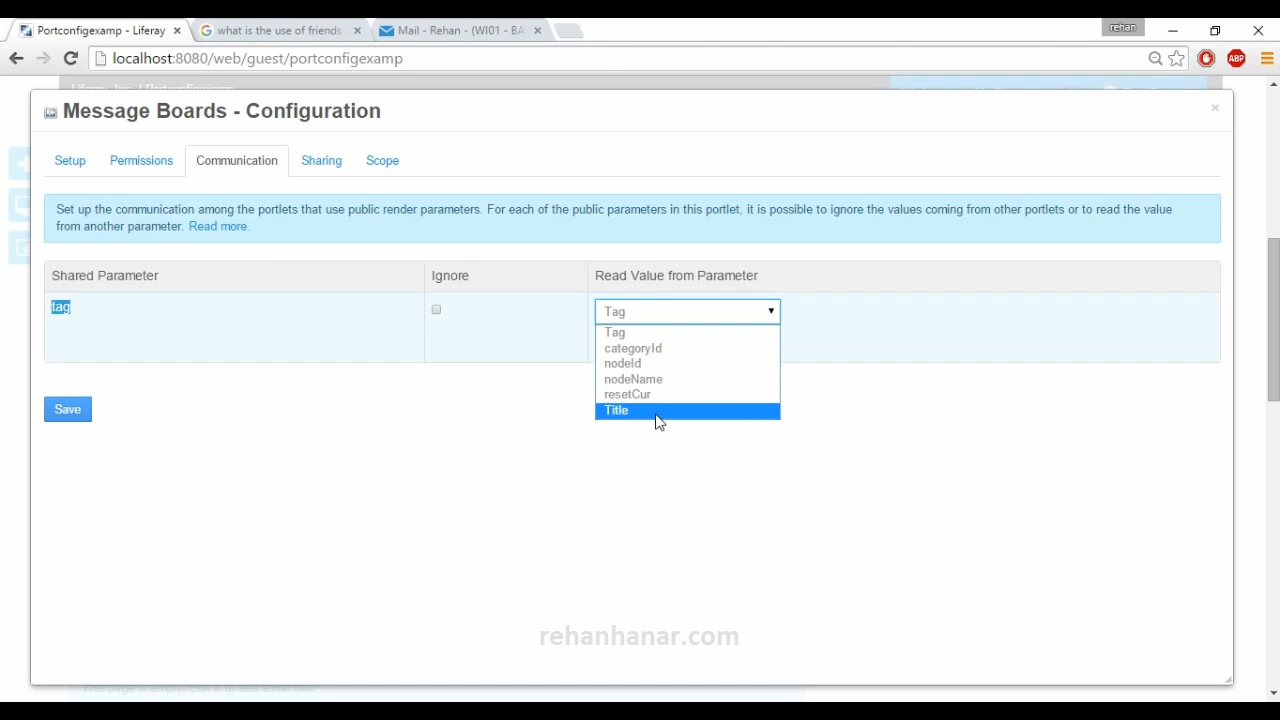 Portconfigexamp - Liferay
what is the use of friends
Mail - Rehan - (WI01 - BA
rehan
localhost:8080/web/guest/portconfigexamp
ABP
Message Boards - Configuration
Setup Permissions Communication Sharing Scope
Set up the communication among the portlets that use public render parameters. For each of the public parameters in this portlet, it is possible to ignore the values coming from other portlets or to read the value
from another parameter. Read more.
Shared Parameter Ignore Read Value from Parameter
tag
Tag
Tag
categoryId
nodeId
nodeName
resetCur
Title
Save
rehanhanar.com